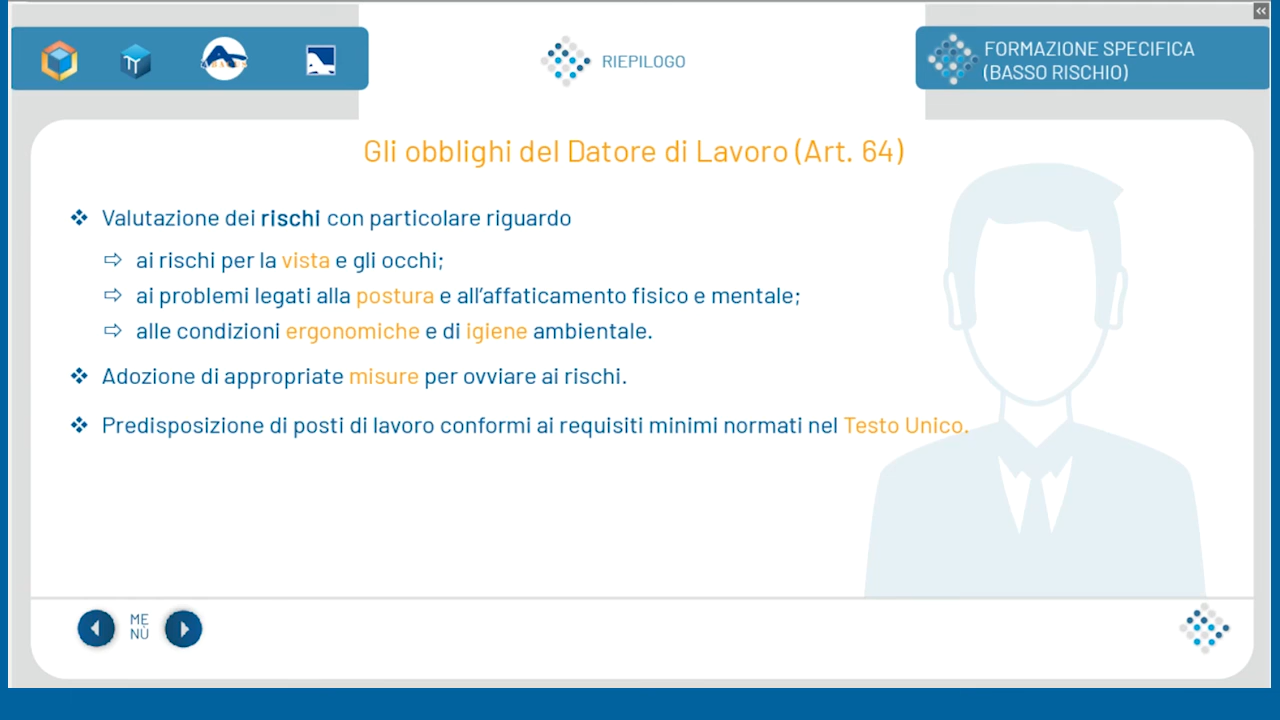 RIEPILOGO
FORMAZIONE SPECIFICA
(BASSO RISCHIO)
Gli obblighi del Datore di Lavoro (Art. 64)
Valutazione dei rischi con particolare riguardo
ai rischi per la vista e gli occhi;
ai problemi legati alla postura e all'affaticamento fisico e mentale;
alle condizioni ergonomiche e di igiene ambientale.
Adozione di appropriate misure per ovviare ai rischi.
Predisposizione di posti di lavoro conformi ai requisiti minimi normati nel Testo Unico.
ME
NÙ